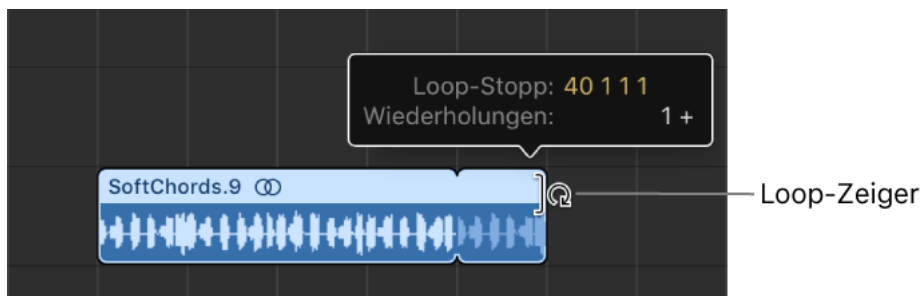 Loop-Stopp: 40 1 1 1
Wiederholungen: 1 +
SoftChords.9
Loop-Zeiger